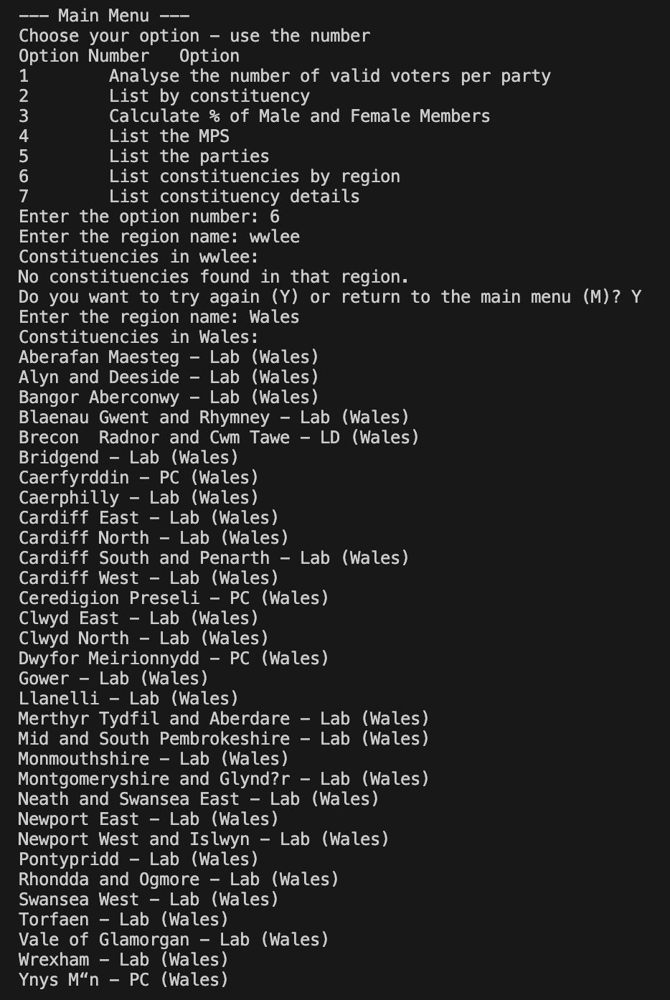 --- Main Menu ---
Choose your option - use the number
Option Number   Option
1        Analyse the number of valid voters per party
2        List by constituency
3        Calculate % of Male and Female Members
4        List the MPS
5        List the parties
6        List constituencies by region
7        List constituency details
Enter the option number: 6
Enter the region name: wwlee
Constituencies in wwlee:
No constituencies found in that region.
Do you want to try again (Y) or return to the main menu (M)? Y
Enter the region name: Wales
Constituencies in Wales:
Aberafan Maesteg - Lab (Wales)
Alyn and Deeside - Lab (Wales)
Bangor Aberconwy - Lab (Wales)
Blaenau Gwent and Rhymney - Lab (Wales)
Brecon  Radnor and Cwm Tawe - LD (Wales)
Bridgend - Lab (Wales)
Caerfyrddin - PC (Wales)
Caerphilly - Lab (Wales)
Cardiff East - Lab (Wales)
Cardiff North - Lab (Wales)
Cardiff South and Penarth - Lab (Wales)
Cardiff West - Lab (Wales)
Ceredigion Preseli - PC (Wales)
Clwyd East - Lab (Wales)
Clwyd North - Lab (Wales)
Dwyfor Meirionnydd - PC (Wales)
Gower - Lab (Wales)
Llanelli - Lab (Wales)
Merthyr Tydfil and Aberdare - Lab (Wales)
Mid and South Pembrokeshire - Lab (Wales)
Monmouthshire - Lab (Wales)
Montgomeryshire and Glynd?r - Lab (Wales)
Neath and Swansea East - Lab (Wales)
Newport East - Lab (Wales)
Newport West and Islwyn - Lab (Wales)
Pontypridd - Lab (Wales)
Rhondda and Ogmore - Lab (Wales)
Swansea West - Lab (Wales)
Torfaen - Lab (Wales)
Vale of Glamorgan - Lab (Wales)
Wrexham - Lab (Wales)
Ynys M“n - PC (Wales)